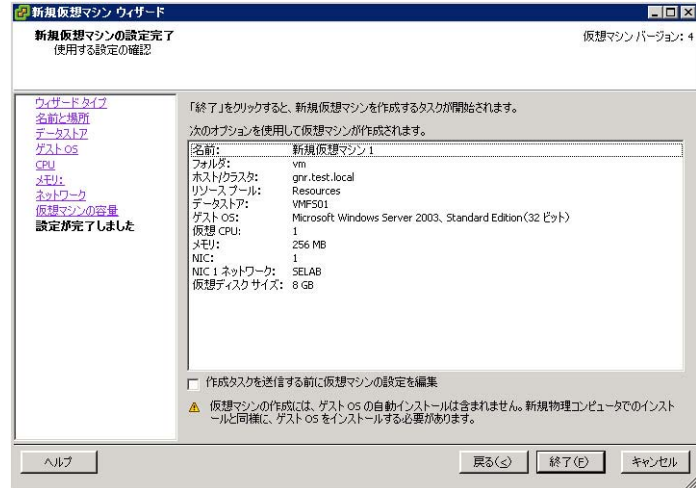 新規仮想マシン ウィザード
新規仮想マシンの設定完了
使用する設定の確認
仮想マシン バージョン: 4
ウィザード タイプ
名前と場所
データストア
ゲスト OS
CPU
メモリ:
ネットワーク
仮想マシンの容量
設定が完了しました
「終了」をクリックすると、新規仮想マシンを作成するタスクが開始されます。
次のオプションを使用して仮想マシンが作成されます。
名前: 新規仮想マシン 1
フォルダ: vm
ホスト/クラスタ: gnr.test.local
リソース プール: Resources
データストア: VMFS01
ゲスト OS: Microsoft Windows Server 2003、Standard Edition(32 ビット)
仮想 CPU: 1
メモリ: 256 MB
NIC: 1
NIC 1 ネットワーク: SELAB
仮想ディスク サイズ: 8 GB
作成タスクを送信する前に仮想マシンの設定を編集
仮想マシンの作成には、ゲスト OS の自動インストールは含まれません。新規物理コンピュータでのインスト
ールと同様に、ゲスト OS をインストールする必要があります。
ヘルプ
戻る(<)
終了(F)
キャンセル